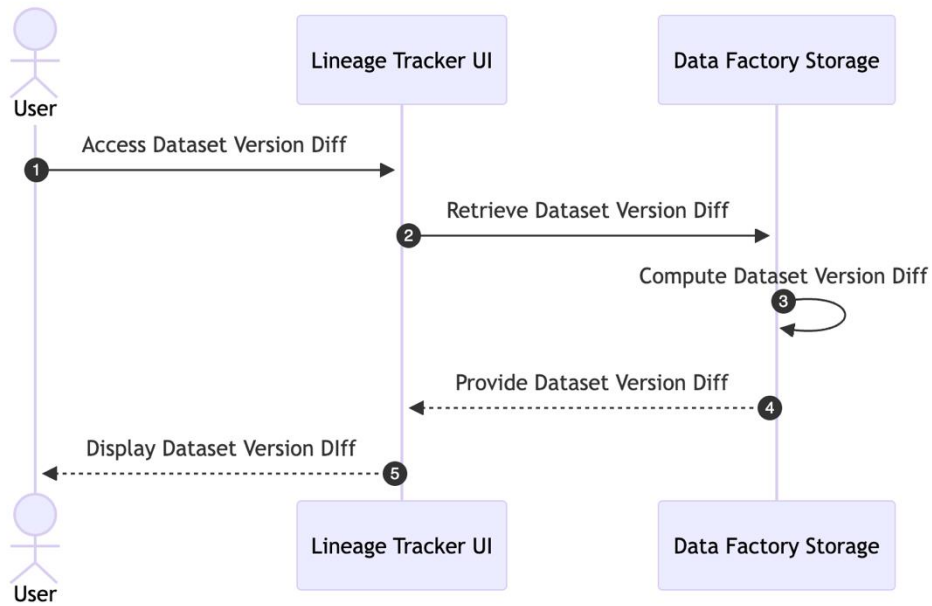 User
Lineage Tracker UI
Data Factory Storage
Access Dataset Version Diff
1
Retrieve Dataset Version Diff
2
Compute Dataset Version Diff
3
Provide Dataset Version Diff
4
Display Dataset Version DIff
5
User
Lineage Tracker UI
Data Factory Storage